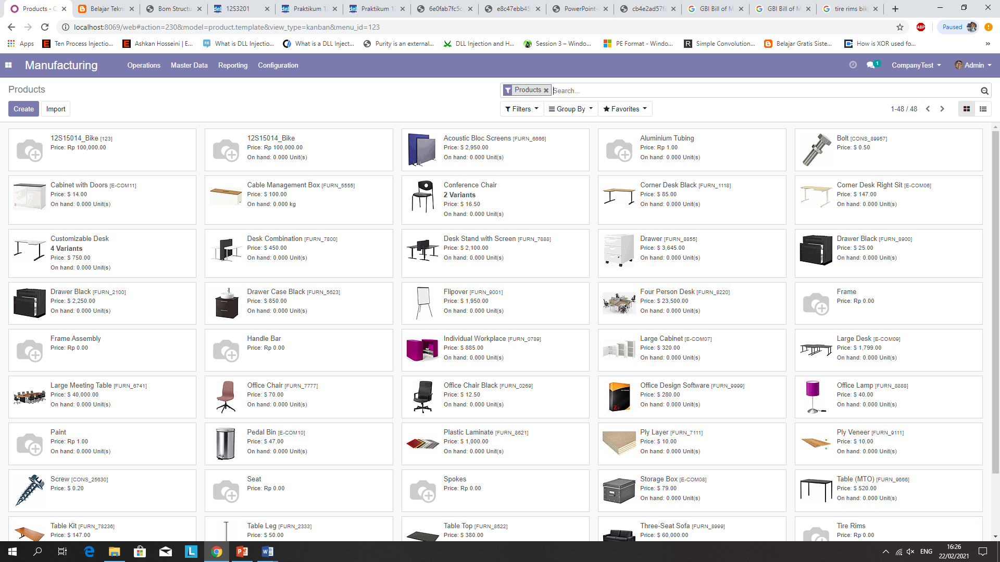 Products - O
Belajar Tekni
Bom Structu
12S3201
Praktikum 12
Praktikum 12
6e0fab7fc5c
e8c47ebb45
PowerPoint-
cb4e2ad57fa
GBI Bill of M
GBI Bill of M
tire rims bik
localhost:8069/web#action=230&model=product.template&view_type=kanban&menu_id=123
ABP
Paused
Apps
Ten Process Injectio...
Ashkan Hosseini | E...
What is DLL Injectio...
What is a DLL Inject...
Purity is an external...
DLL Injection and H...
Session 3 – Windo...
PE Format - Windo...
Simple Convolution...
Belajar Gratis Siste...
How is XOR used fo...
»
Manufacturing
Operations
Master Data
Reporting
Configuration
1
CompanyTest
Admin
Products
Products
Search...
Create
Import
Filters
Group By
Favorites
1-48 / 48
12S15014_Bike [123]
Price: Rp 100,000.00
12S15014_Bike
Price: Rp 100,000.00
On hand: 0.000 Unit(s)
Acoustic Bloc Screens [FURN_6666]
Price: $ 2,950.00
On hand: 0.000 Unit(s)
Aluminium Tubing
Price: Rp 1.00
On hand: 0.000 Unit(s)
Bolt [CONS_89957]
Price: $ 0.50
Cabinet with Doors [E-COM11]
Price: $ 14.00
On hand: 0.000 Unit(s)
Cable Management Box [FURN_5555]
Price: $ 100.00
On hand: 0.000 kg
Conference Chair
2 Variants
Price: $ 16.50
On hand: 0.000 Unit(s)
Corner Desk Black [FURN_1118]
Price: $ 85.00
On hand: 0.000 Unit(s)
Corner Desk Right Sit [E-COM06]
Price: $ 147.00
On hand: 0.000 Unit(s)
Customizable Desk
4 Variants
Price: $ 750.00
On hand: 0.000 Unit(s)
Desk Combination [FURN_7800]
Price: $ 450.00
On hand: 0.000 Unit(s)
Desk Stand with Screen [FURN_7888]
Price: $ 2,100.00
On hand: 0.000 Unit(s)
Drawer [FURN_8855]
Price: $ 3,645.00
On hand: 0.000 Unit(s)
Drawer Black [FURN_8900]
Price: $ 25.00
On hand: 0.000 Unit(s)
Drawer Black [FURN_2100]
Price: $ 2,250.00
On hand: 0.000 Unit(s)
Drawer Case Black [FURN_5623]
Price: $ 850.00
On hand: 0.000 Unit(s)
Flipover [FURN_9001]
Price: $ 1,950.00
On hand: 0.000 Unit(s)
Four Person Desk [FURN_8220]
Price: $ 23,500.00
On hand: 0.000 Unit(s)
Frame
Price: Rp 0.00
Frame Assembly
Price: Rp 0.00
Handle Bar
Price: Rp 0.00
Individual Workplace [FURN_0789]
Price: $ 885.00
On hand: 0.000 Unit(s)
Large Cabinet [E-COM07]
Price: $ 320.00
On hand: 0.000 Unit(s)
Large Desk [E-COM09]
Price: $ 1,799.00
On hand: 0.000 Unit(s)
Large Meeting Table [FURN_6741]
Price: $ 40,000.00
On hand: 0.000 Unit(s)
Office Chair [FURN_7777]
Price: $ 70.00
On hand: 0.000 Unit(s)
Office Chair Black [FURN_0269]
Price: $ 12.50
On hand: 0.000 Unit(s)
Office Design Software [FURN_9999]
Price: $ 280.00
On hand: 0.000 Unit(s)
Office Lamp [FURN_8888]
Price: $ 40.00
On hand: 0.000 Unit(s)
Paint
Price: Rp 1.00
On hand: 0.000 Unit(s)
Pedal Bin [E-COM10]
Price: $ 47.00
On hand: 0.000 Unit(s)
Plastic Laminate [FURN_8621]
Price: $ 1,000.00
On hand: 0.000 Unit(s)
Ply Layer [FURN_7111]
Price: $ 10.00
On hand: 0.000 Unit(s)
Ply Veneer [FURN_9111]
Price: $ 10.00
On hand: 0.000 Unit(s)
Screw [CONS_25630]
Price: $ 0.20
Seat
Price: Rp 0.00
Spokes
Price: Rp 0.00
Storage Box [E-COM08]
Price: $ 79.00
On hand: 0.000 Unit(s)
Table (MTO) [FURN_9666]
Price: $ 520.00
On hand: 0.000 Unit(s)
Table Kit [FURN_78236]
Price: $ 147.00
Table Leg [FURN_2333]
Price: $ 50.00
Table Top [FURN_8522]
Price: $ 380.00
Three-Seat Sofa [FURN_8999]
Price: $ 60,000.00
Tire Rims
Price: Rp 0.00
ENG
16:26
22/02/2021